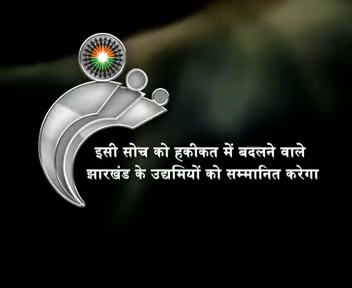 इसी सोच को हकीकत में बदलने वाले
झारखंड के उद्यमियों को सम्मानित करेगा